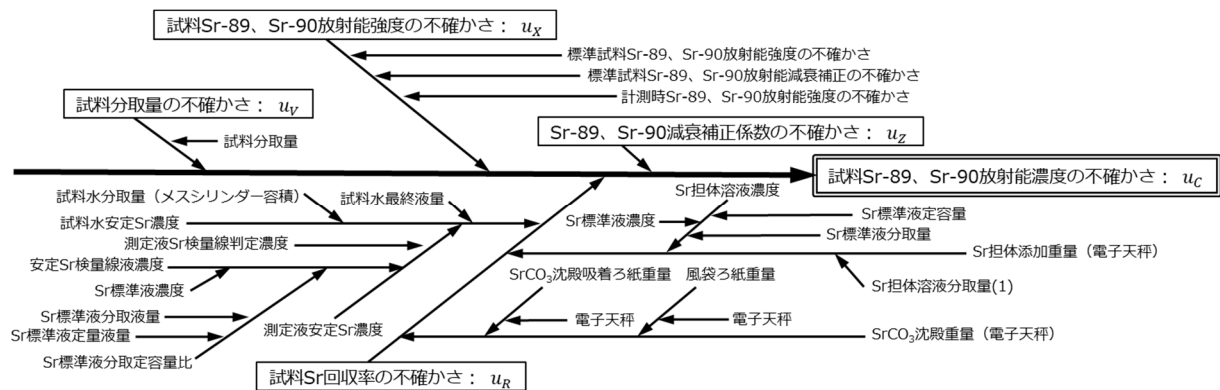 試料Sr-89、Sr-90放射能強度の不確かさ： u_X
標準試料Sr-89、Sr-90放射能強度の不確かさ
標準試料Sr-89、Sr-90放射能減衰補正の不確かさ
計測時Sr-89、Sr-90放射能強度の不確かさ
試料分取量の不確かさ： u_V
試料分取量
Sr-89、Sr-90減衰補正係数の不確かさ： u_Z
試料Sr-89、Sr-90放射能濃度の不確かさ： u_C
試料水分取量（メスシリンダー容積）
試料水最終液量
試料水安定Sr濃度
測定液Sr検量線判定濃度
安定Sr検量線液濃度
Sr標準液濃度
Sr標準液分取液量
Sr標準液定量液量
Sr標準液分取定容量比
測定液安定Sr濃度
Sr担体溶液濃度
Sr標準液濃度
Sr標準液定容量
Sr標準液分取量
Sr担体添加重量（電子天秤）
Sr担体溶液分取量(1)
SrCO₃沈殿吸着ろ紙重量
風袋ろ紙重量
電子天秤
電子天秤
SrCO₃沈殿重量（電子天秤）
試料Sr回収率の不確かさ： u_R